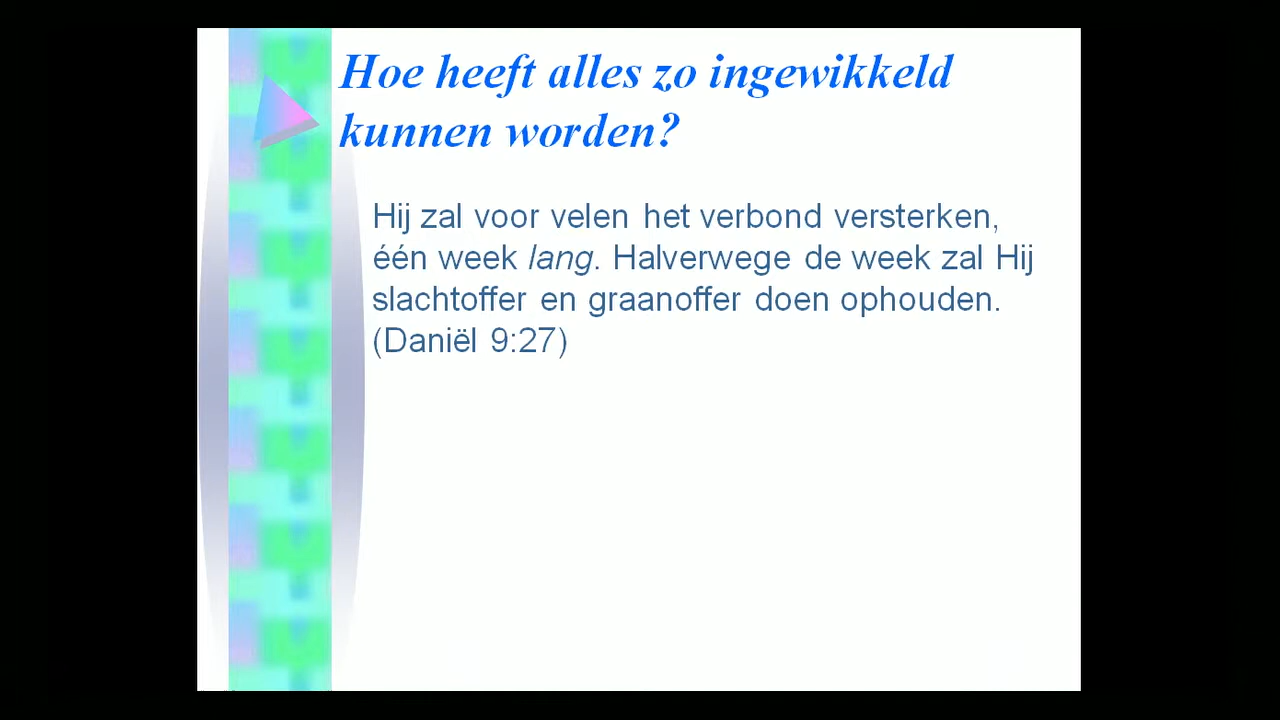 Hoe heeft alles zo ingewikkeld
kunnen worden?
Hij zal voor velen het verbond versterken,
één week lang. Halverwege de week zal Hij
slachtoffer en graanoffer doen ophouden.
(Daniël 9:27)